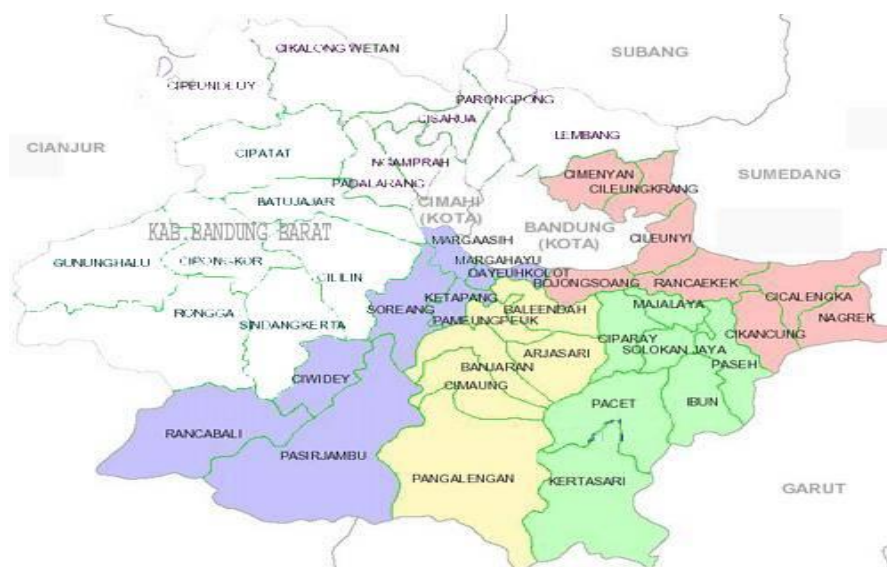 CIKALONG WETAN
SUBANG
CIPEUNDEUY
PARONGPONG
CISARUA
LEMBANG
CIANJUR
CIPATAT
NGAMPRAH
CIMENYAN
SUMEDANG
PADALARANG
CILEUNGKRANG
BATUJAJAR
CIMAHI
(KOTA)
BANDUNG
(KOTA)
KAB.BANDUNG BARAT
MARGAASIH
CILEUNYI
GUNUNGHALU
CIPONGKOR
MARGAHAYU
CILILIN
DAYEUHKOLOT
BOJONGSOANG
RANCAEKEK
CICALENGKA
RONGGA
SOREANG
KETAPANG
BALEENDAH
MAJALAYA
NAGREK
SINDANGKERTA
PAMEUNGPEUK
CIPARAY
CIKANCUNG
SOLOKAN JAYA
ARJASARI
PASEH
CIWIDEY
BANJARAN
CIMAUNG
PACET
IBUN
RANCABALI
PASIRJAMBU
PANGALENGAN
KERTASARI
GARUT